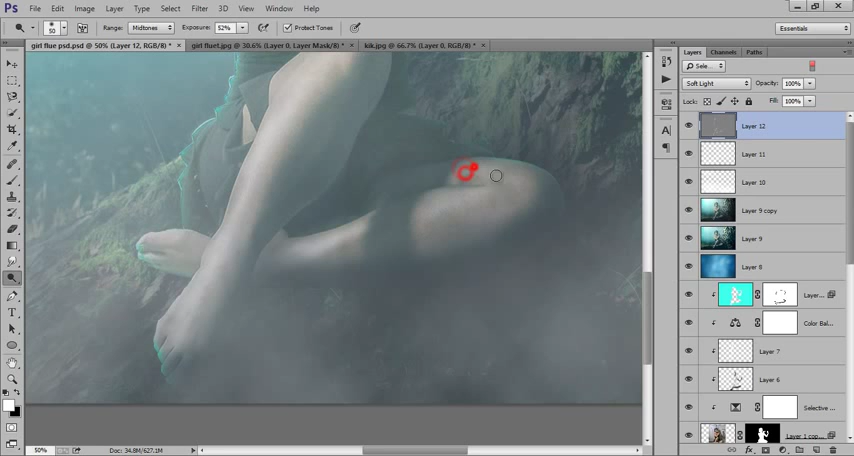 Ps File Edit Image Layer Type Select Filter 3D View Window Help
50 Range: Midtones Exposure: 52% Protect Tones Essentials
girl flue psd.psd @ 50% (Layer 12, RGB/8) * × girl fluet.jpg @ 30.6% (Layer 0, Layer Mask/8) * × kik.jpg @ 66.7% (Layer 0, RGB/8) * ×
Layers Channels Paths
Sele...
Soft Light Opacity: 100%
Lock: Fill: 100%
Layer 12
Layer 11
Layer 10
Layer 9 copy
Layer 9
Layer 8
Layer...
Color Bal...
Layer 7
Layer 6
Selective ...
Layer 1 cop...
50% Doc: 34.8M/627.1M